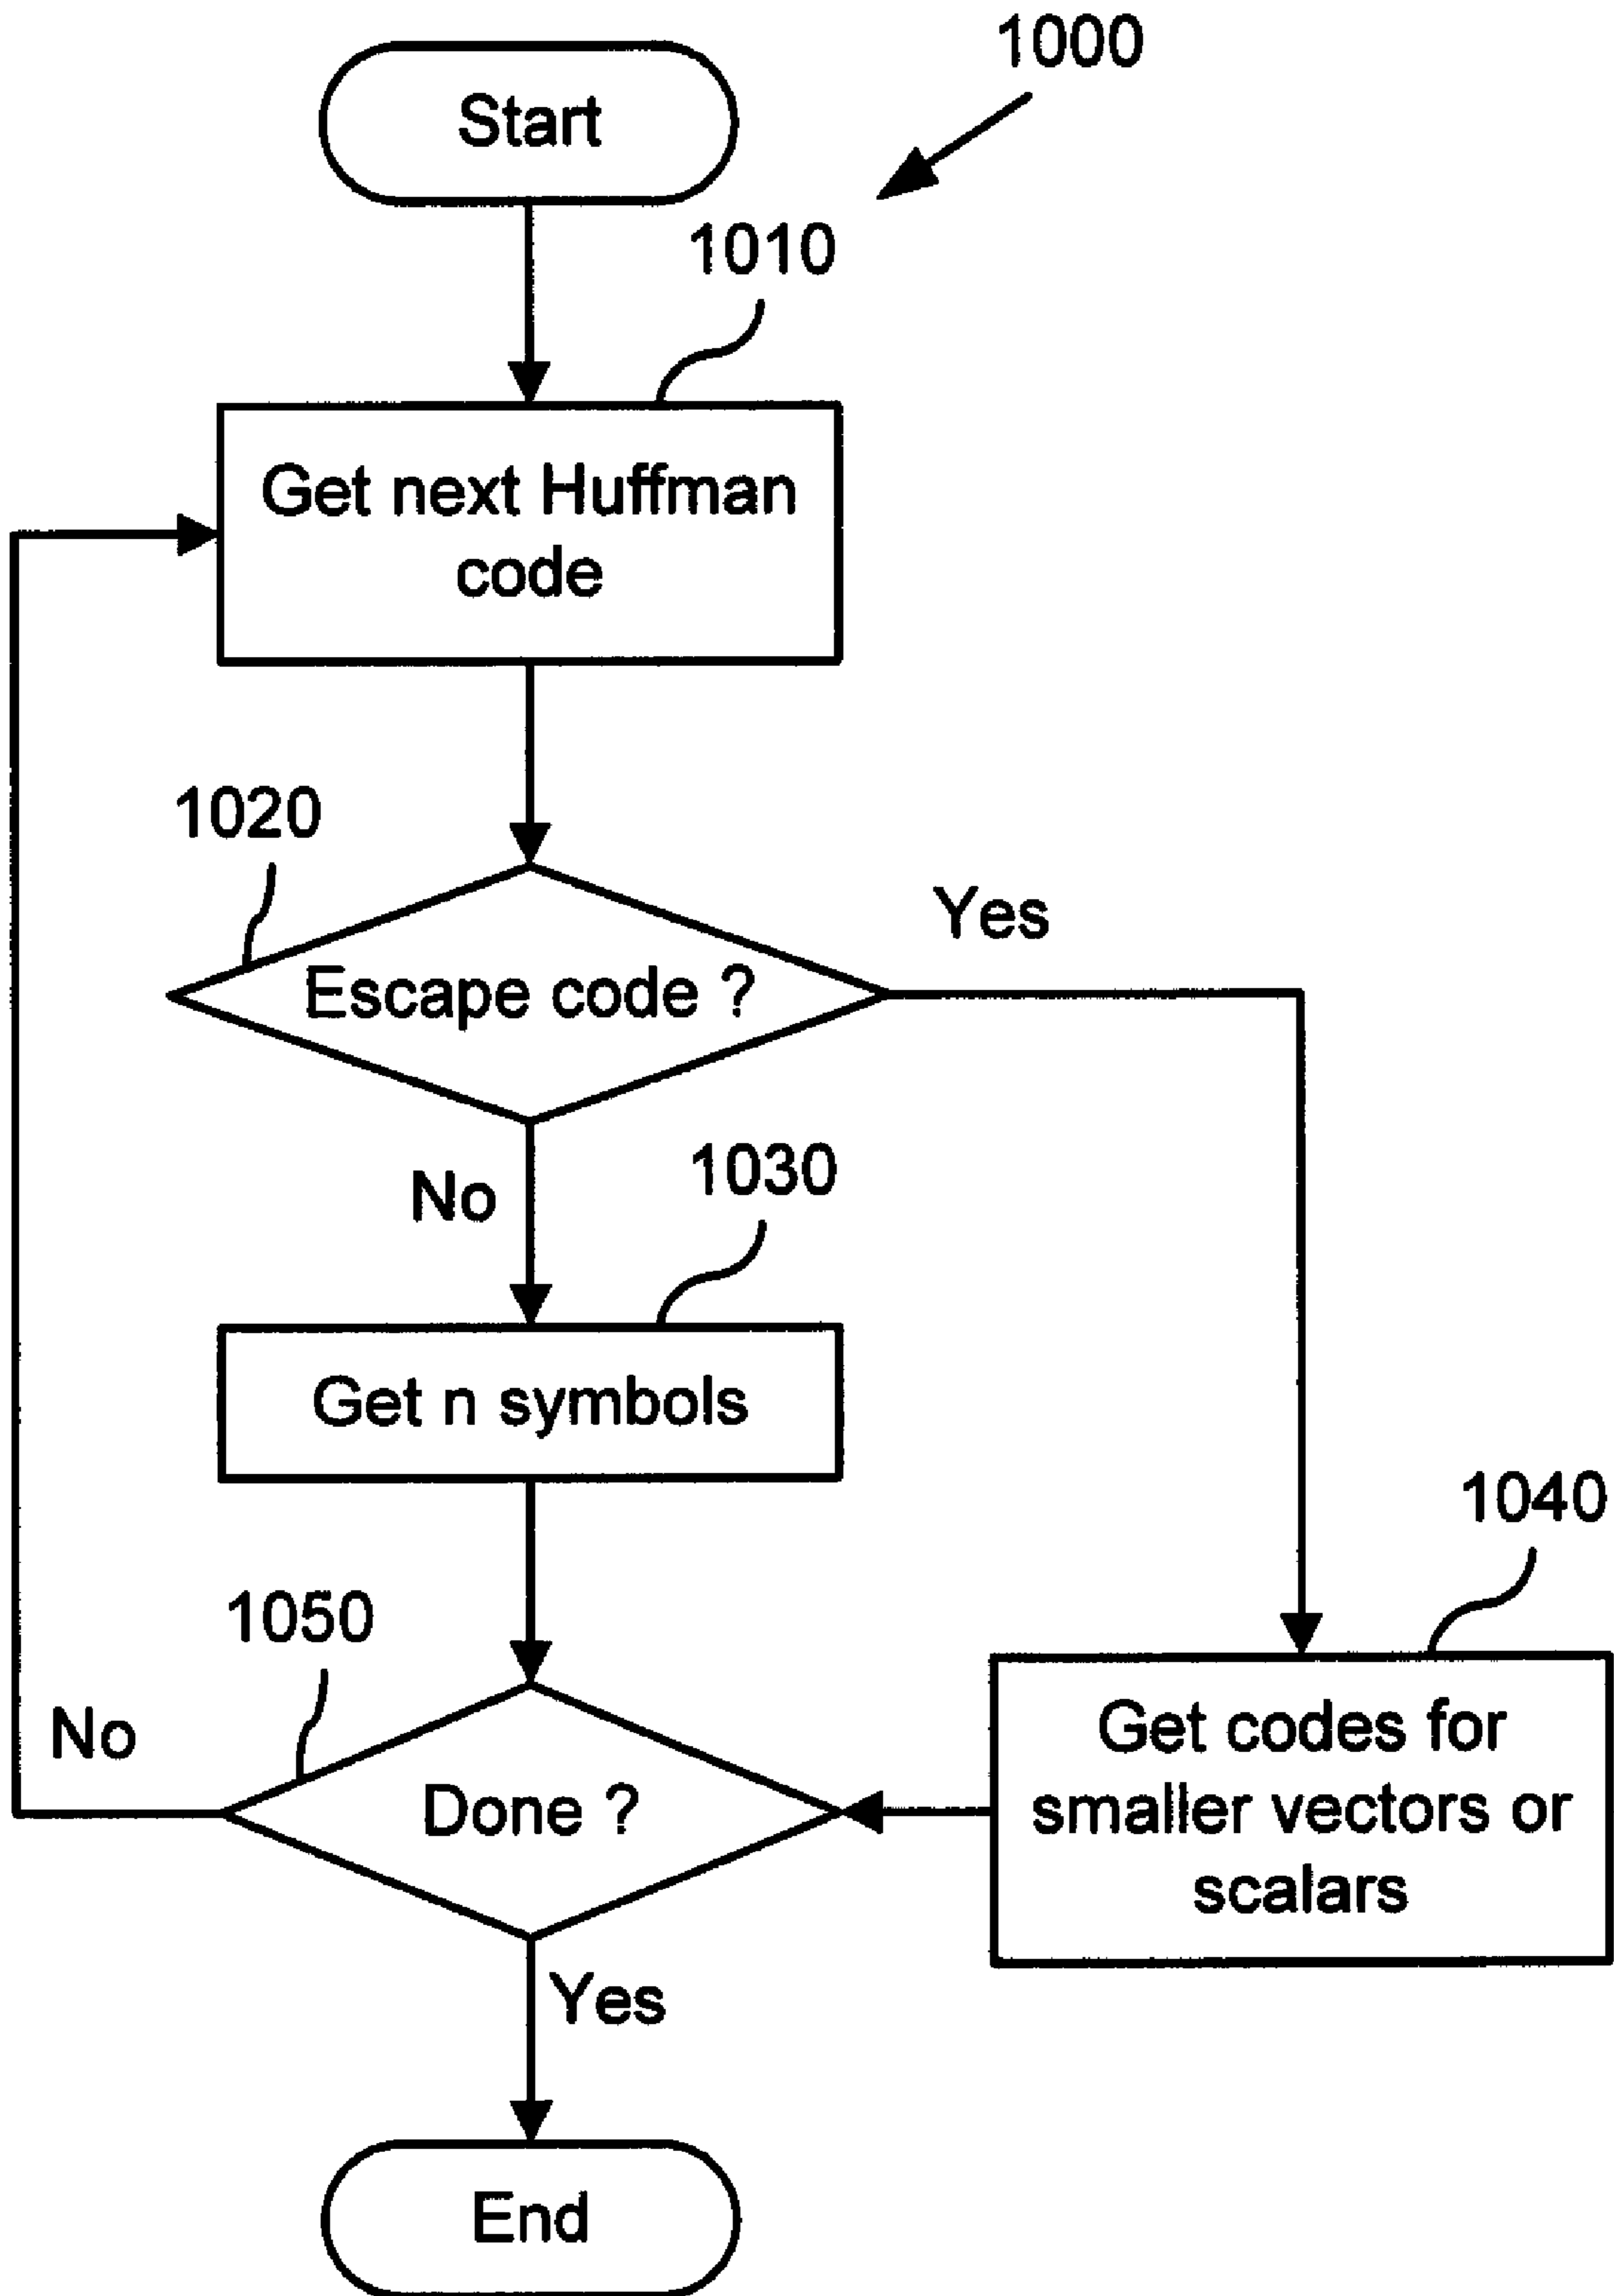 1000
Start
1010
Get next Huffman
code
1020
Yes
Escape code ?
No
1030
Get n symbols
1040
1050
No
Done ?
Get codes for
smaller vectors or
scalars
Yes
End